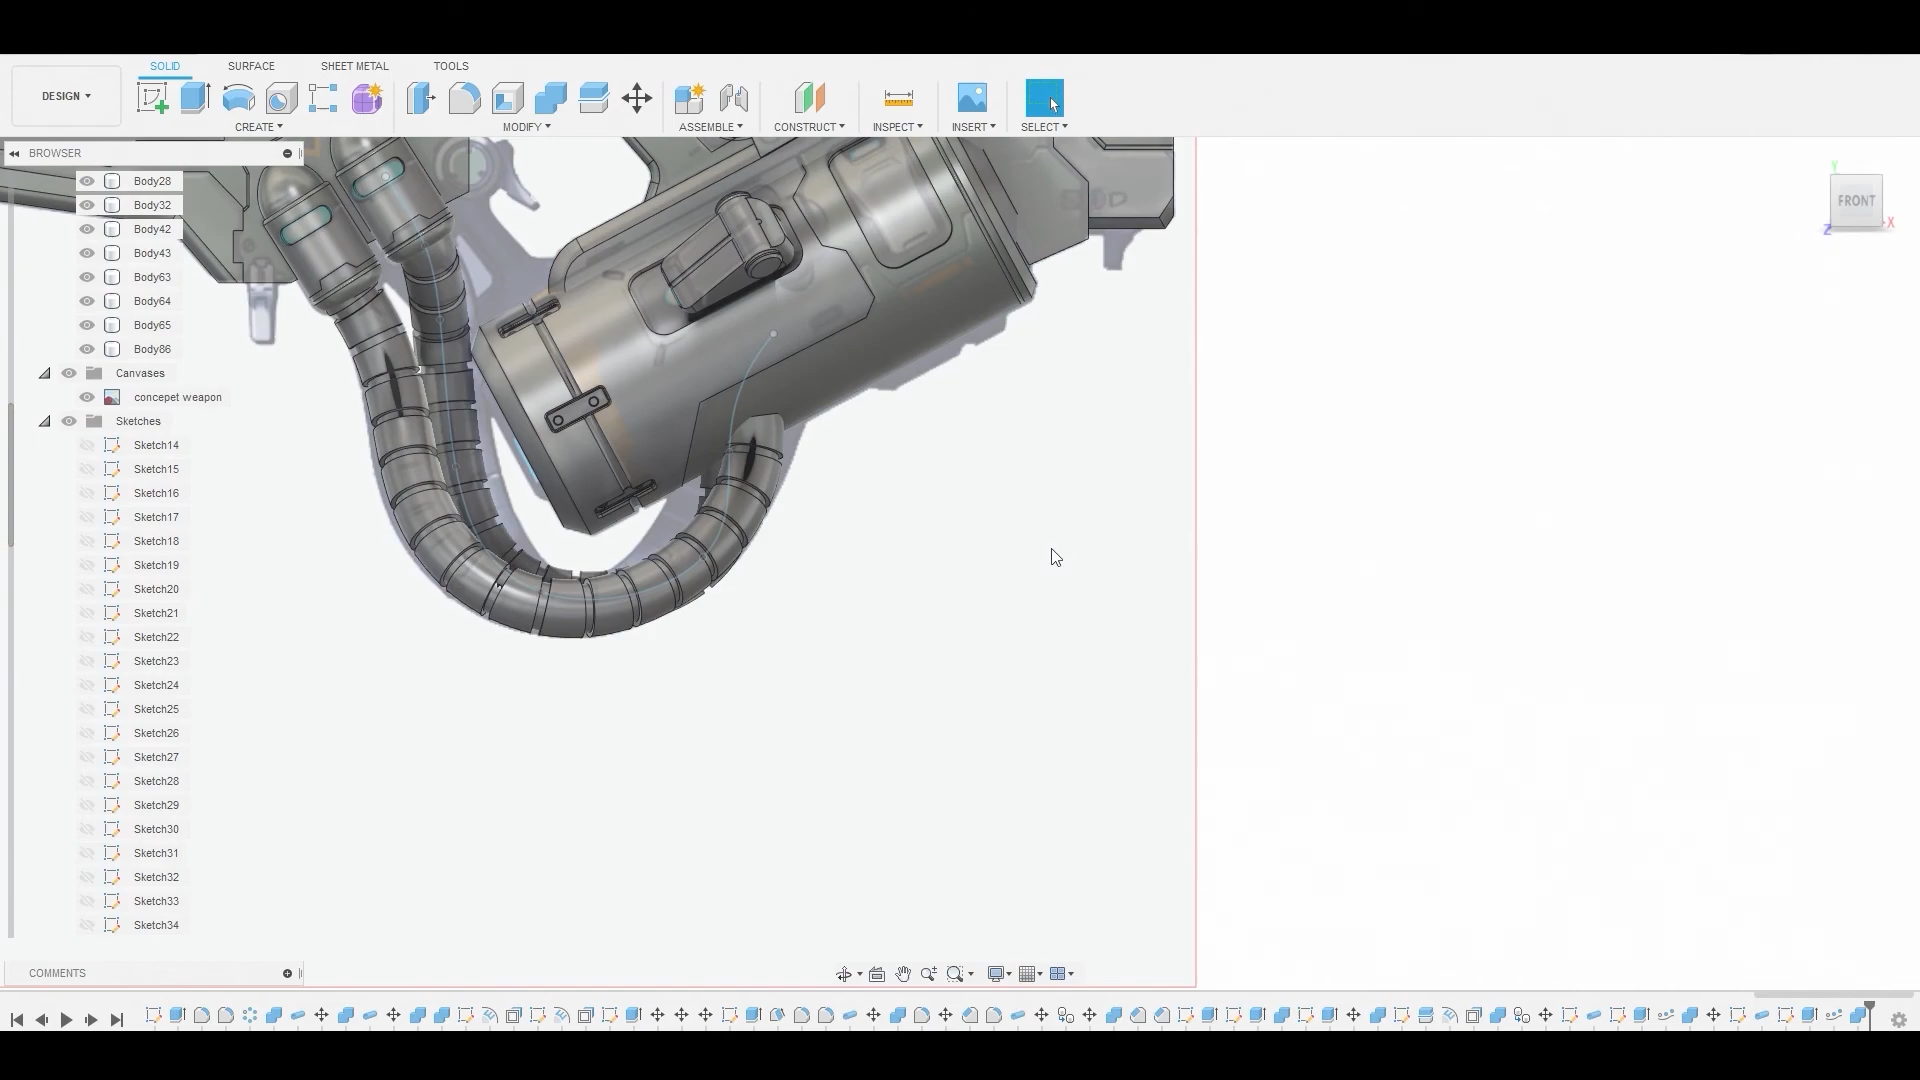 SOLID SURFACE SHEET METAL TOOLS
DESIGN
CREATE MODIFY ASSEMBLE CONSTRUCT INSPECT INSERT SELECT
BROWSER
Body28
Body32
Body42
Body43
Body63
Body64
Body65
Body86
Canvases
concepet weapon
Sketches
Sketch14
Sketch15
Sketch16
Sketch17
Sketch18
Sketch19
Sketch20
Sketch21
Sketch22
Sketch23
Sketch24
Sketch25
Sketch26
Sketch27
Sketch28
Sketch29
Sketch30
Sketch31
Sketch32
Sketch33
Sketch34
COMMENTS
Y
FRONT
Z X